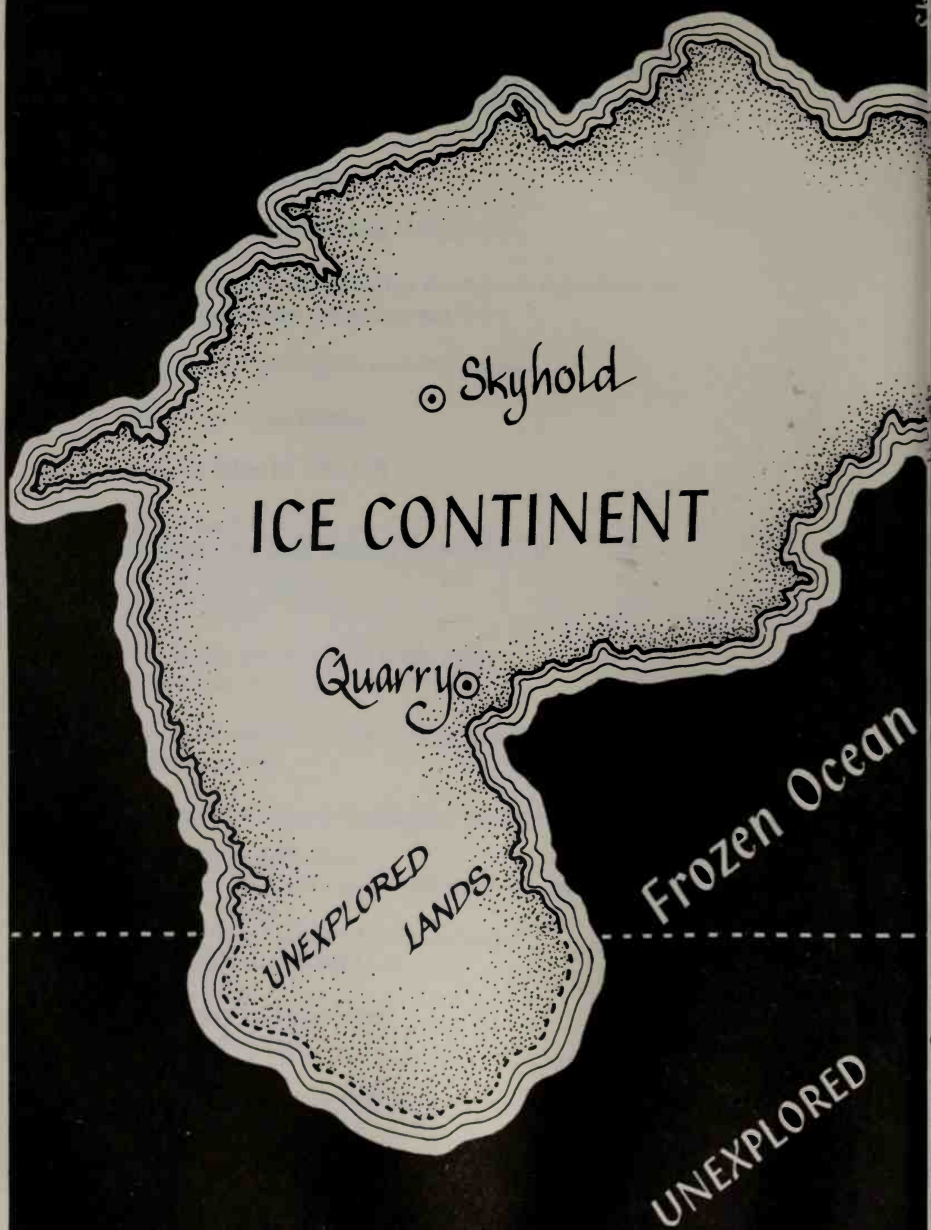 Skyhold
ICE CONTINENT
Quarry
Frozen Ocean
UNEXPLORED
LANDS
UNEXPLORED